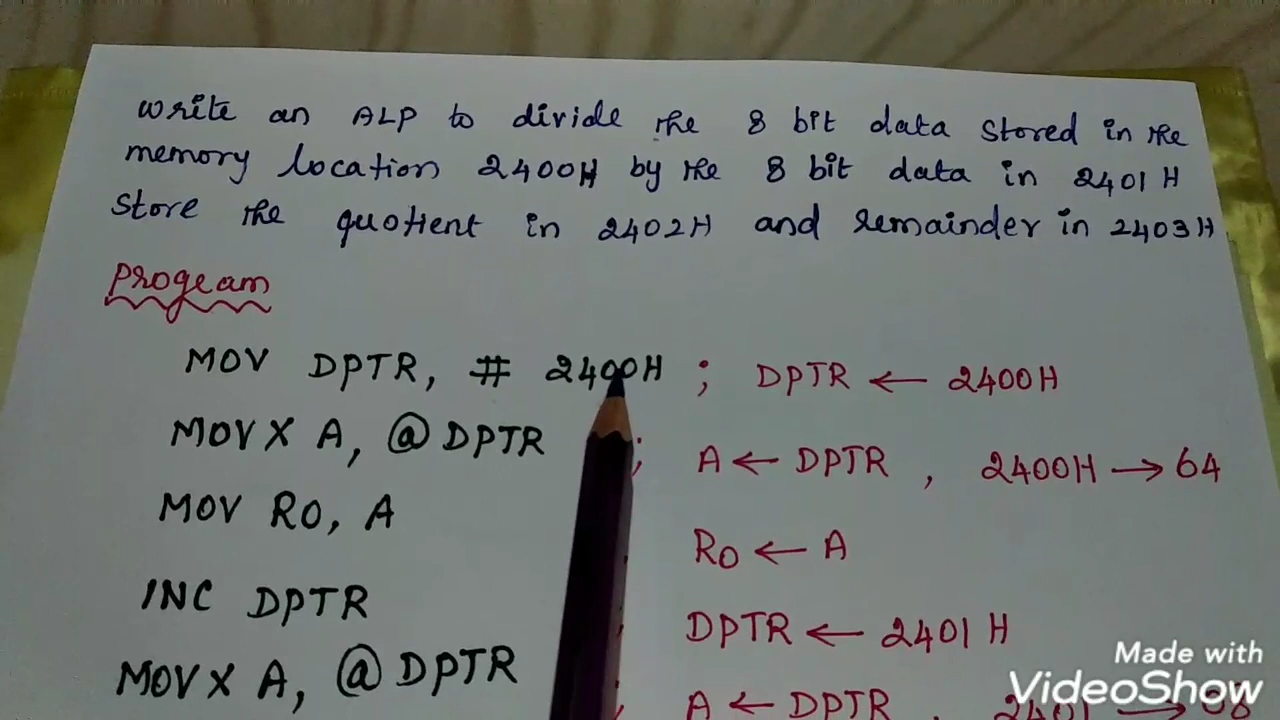 write an ALP to divide the 8 bit data stored in the
memory location 2400H by the 8 bit data in 2401 H
store the quotient in 2402H and remainder in 2403H
Program
MOV DPTR, # 2400H ; DPTR ← 2400H
MOVX A, @DPTR ; A ← DPTR , 2400H → 64
MOV R0, A R0 ← A
INC DPTR DPTR ← 2401 H
MOVX A, @DPTR ; A ← DPTR , 2401 →
Made with
VideoShow